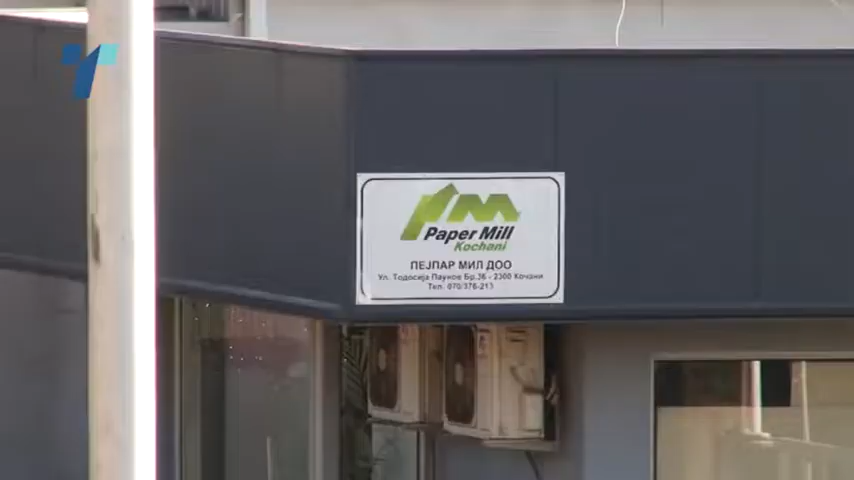 Paper Mill
Kochani
ПЕЈПАР МИЛ ДОО
Ул. Тодосија Паунов Бр.36 - 2300 Кочани
Тел. 070/376-213